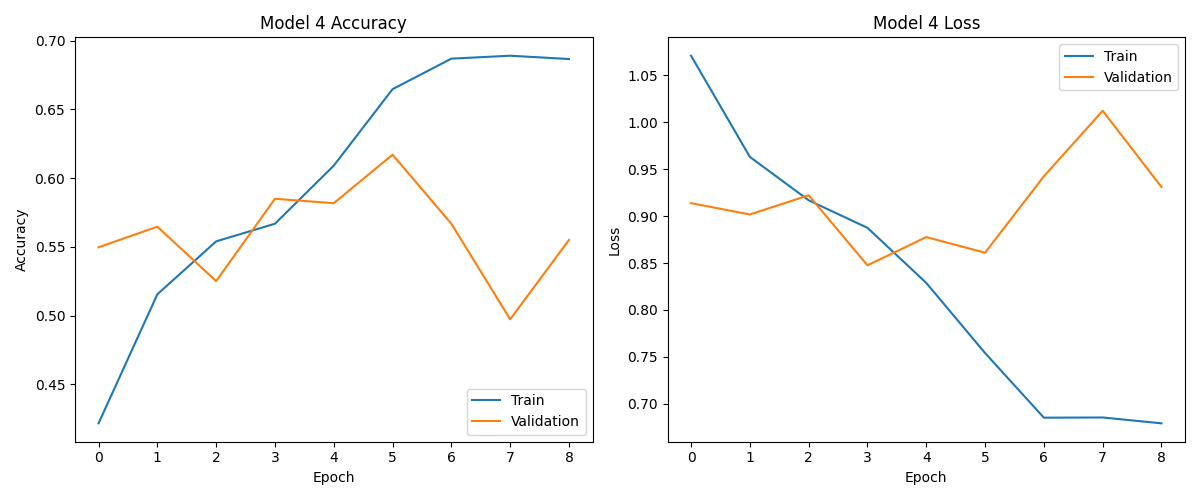 Model 4 Accuracy
0.70
0.65
0.60
0.55
0.50
0.45
Accuracy
0 1 2 3 4 5 6 7 8
Epoch
Train
Validation
Model 4 Loss
1.05
1.00
0.95
0.90
0.85
0.80
0.75
0.70
Loss
0 1 2 3 4 5 6 7 8
Epoch
Train
Validation